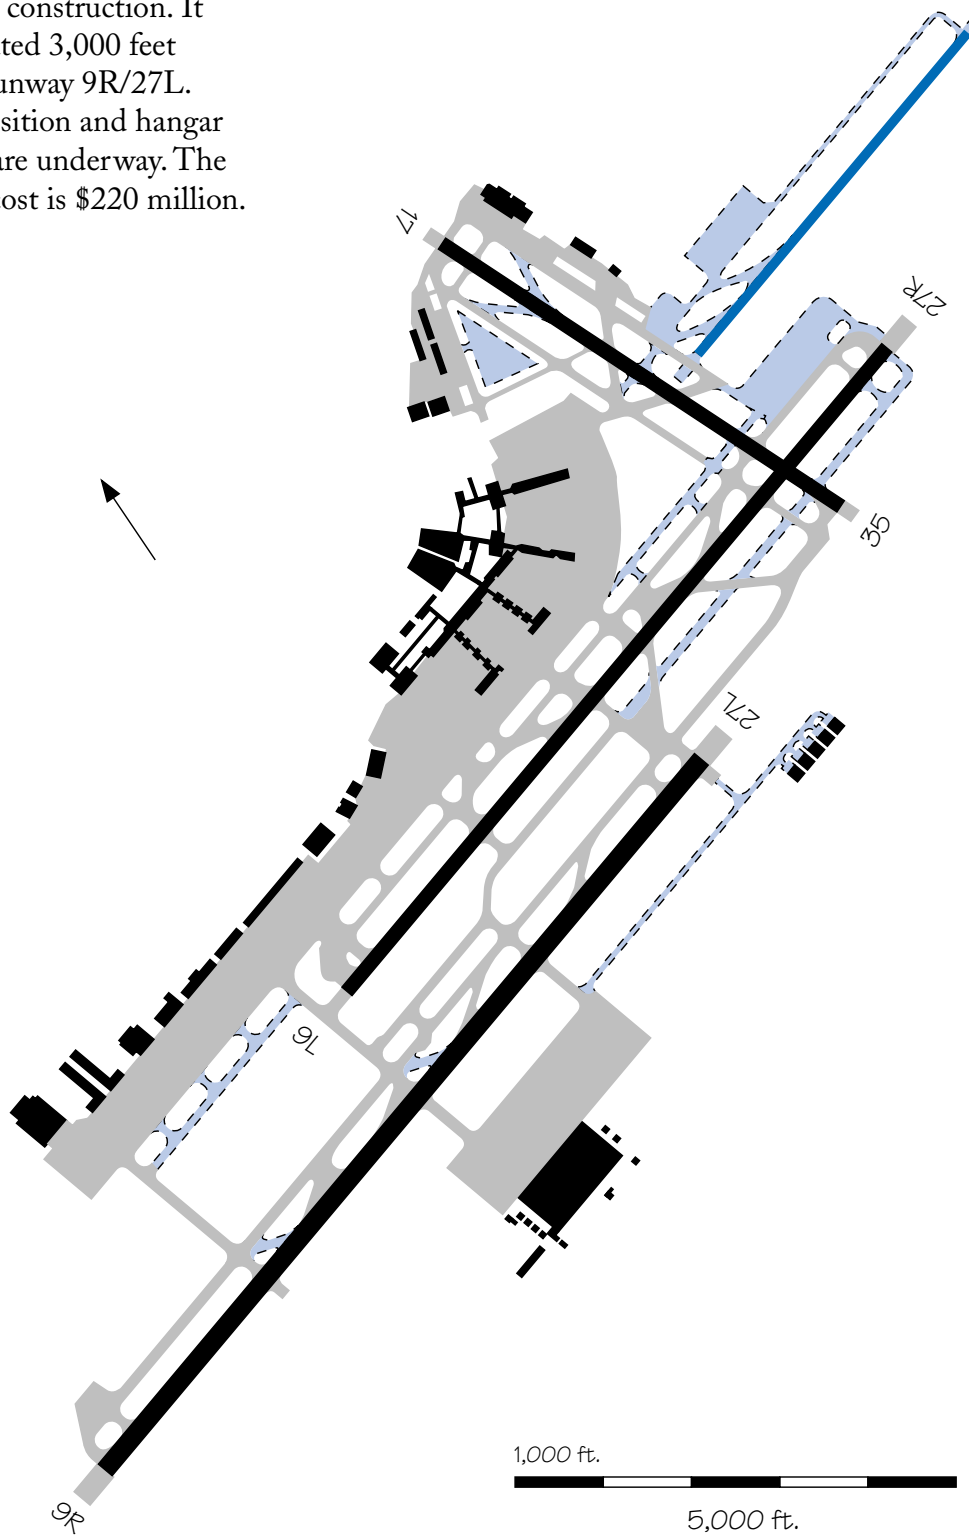 construction. It
ted 3,000 feet
unway 9R/27L.
sition and hangar
are underway. The
cost is $220 million.
17
27R
35
27L
9L
9R
1,000 ft.
5,000 ft.